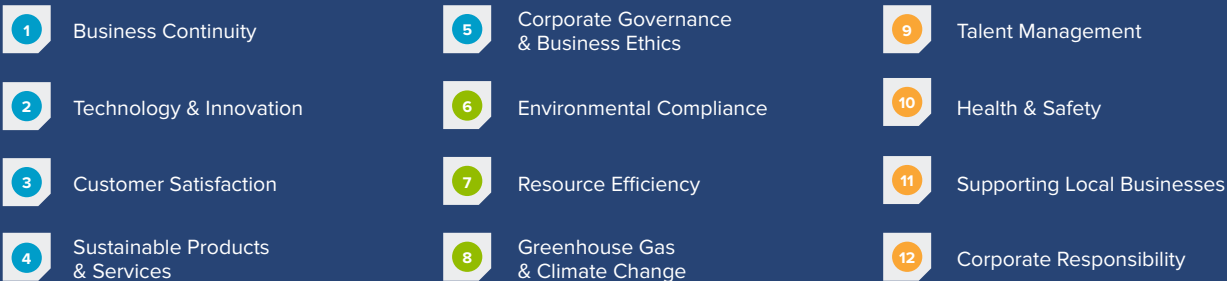 1 Business Continuity
2 Technology & Innovation
3 Customer Satisfaction
4 Sustainable Products
& Services
5 Corporate Governance
& Business Ethics
6 Environmental Compliance
7 Resource Efficiency
8 Greenhouse Gas
& Climate Change
9 Talent Management
10 Health & Safety
11 Supporting Local Businesses
12 Corporate Responsibility